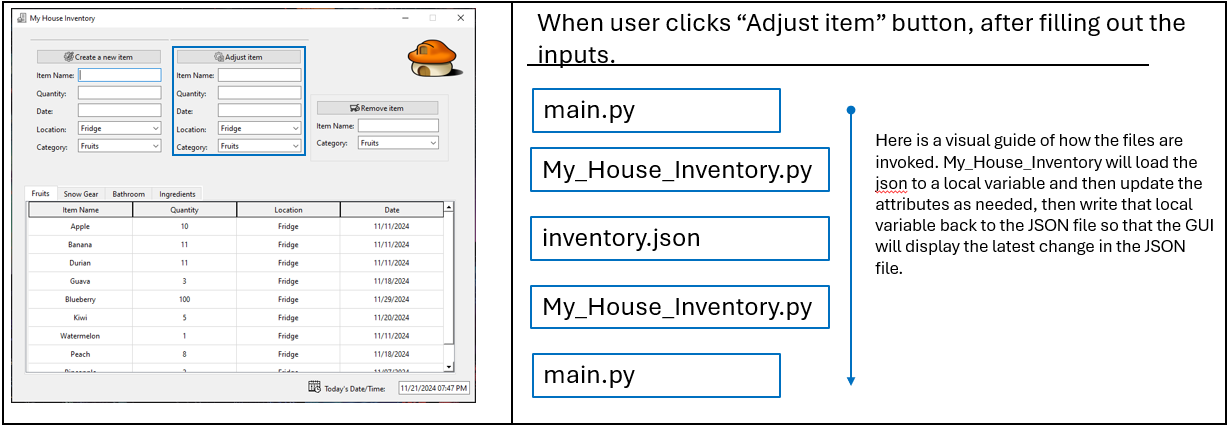 My House Inventory
Create a new item
Item Name:
Quantity:
Date:
Location: Fridge
Category: Fruits
Adjust item
Item Name:
Quantity:
Date:
Location: Fridge
Category: Fruits
Remove item
Item Name:
Category: Fruits
Fruits Snow Gear Bathroom Ingredients
Item Name Quantity Location Date
Apple 10 Fridge 11/11/2024
Banana 11 Fridge 11/11/2024
Durian 11 Fridge 11/11/2024
Guava 3 Fridge 11/18/2024
Blueberry 100 Fridge 11/29/2024
Kiwi 5 Fridge 11/20/2024
Watermelon 1 Fridge 11/11/2024
Peach 8 Fridge 11/18/2024
Today's Date/Time: 11/21/2024 07:47 PM
When user clicks “Adjust item” button, after filling out the
inputs.
main.py
My_House_Inventory.py
inventory.json
My_House_Inventory.py
main.py
Here is a visual guide of how the files are
invoked. My_House_Inventory will load the
json to a local variable and then update the
attributes as needed, then write that local
variable back to the JSON file so that the GUI
will display the latest change in the JSON
file.